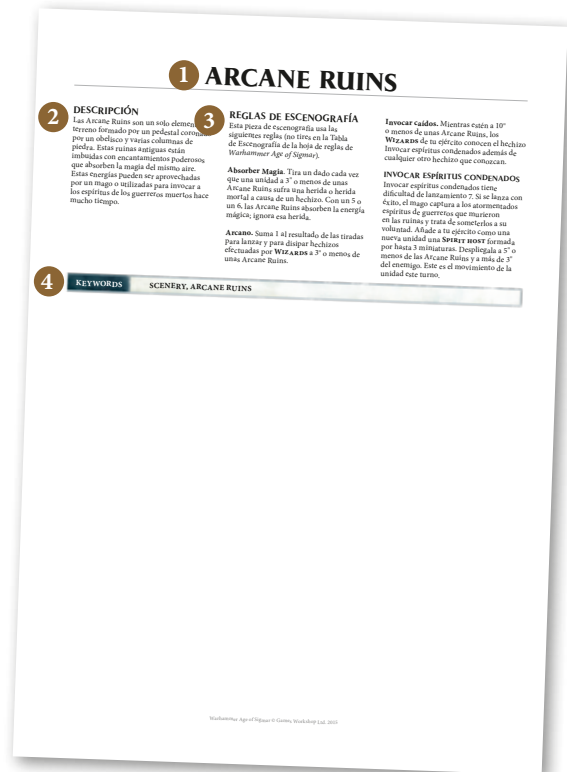 1 ARCANE RUINS
2 DESCRIPCIÓN
Las Arcane Ruins son un solo
terreno formado por un pedestal
por un obelisco y varias columnas de
piedra. Estas ruinas antiguas están
imbuidas con encantamientos poderosos
que absorben la magia del mismo aire.
Estas energías pueden ser aprovechadas
por un mago o utilizadas para invocar a
los espíritus de los guerreros muertos hace
mucho tiempo.
3 REGLAS DE ESCENOGRAFÍA
Esta pieza de escenografía usa las
siguientes reglas (no tires en la Tabla
de Escenografía de la hoja de reglas de
Warhammer Age of Sigmar).
Absorber Magia. Tira un dado cada vez
que una unidad a 3" o menos de unas
Arcane Ruins sufra una herida o herida
mortal a causa de un hechizo. Con un 5 o
un 6, las Arcane Ruins absorben la energía
mágica; ignora esa herida.
Arcano. Suma 1 al resultado de las tiradas
para lanzar y para disipar hechizos
efectuadas por WIZARDS a 3" o menos de
unas Arcane Ruins.
Invocar caídos. Mientras estén a 10"
o menos de unas Arcane Ruins, los
WIZARDS de tu ejército conocen el hechizo
Invocar espíritus condenados además de
cualquier otro hechizo que conozcan.
INVOCAR ESPÍRITUS CONDENADOS
Invocar espíritus condenados tiene
dificultad de lanzamiento 7. Si se lanza con
éxito, el mago captura a los atormentados
espíritus de guerreros que murieron
en las ruinas y trata de someterlos a su
voluntad. Añade a tu ejército como una
nueva unidad una SPIRIT HOST formada
por hasta 3 miniaturas. Despliegala a 5" o
menos de las Arcane Ruins y a más de 3"
del enemigo. Este es el movimiento de la
unidad este turno.
4 KEYWORDS SCENERY, ARCANE RUINS
Warhammer Age of Sigmar © Games Workshop Ltd. 2015